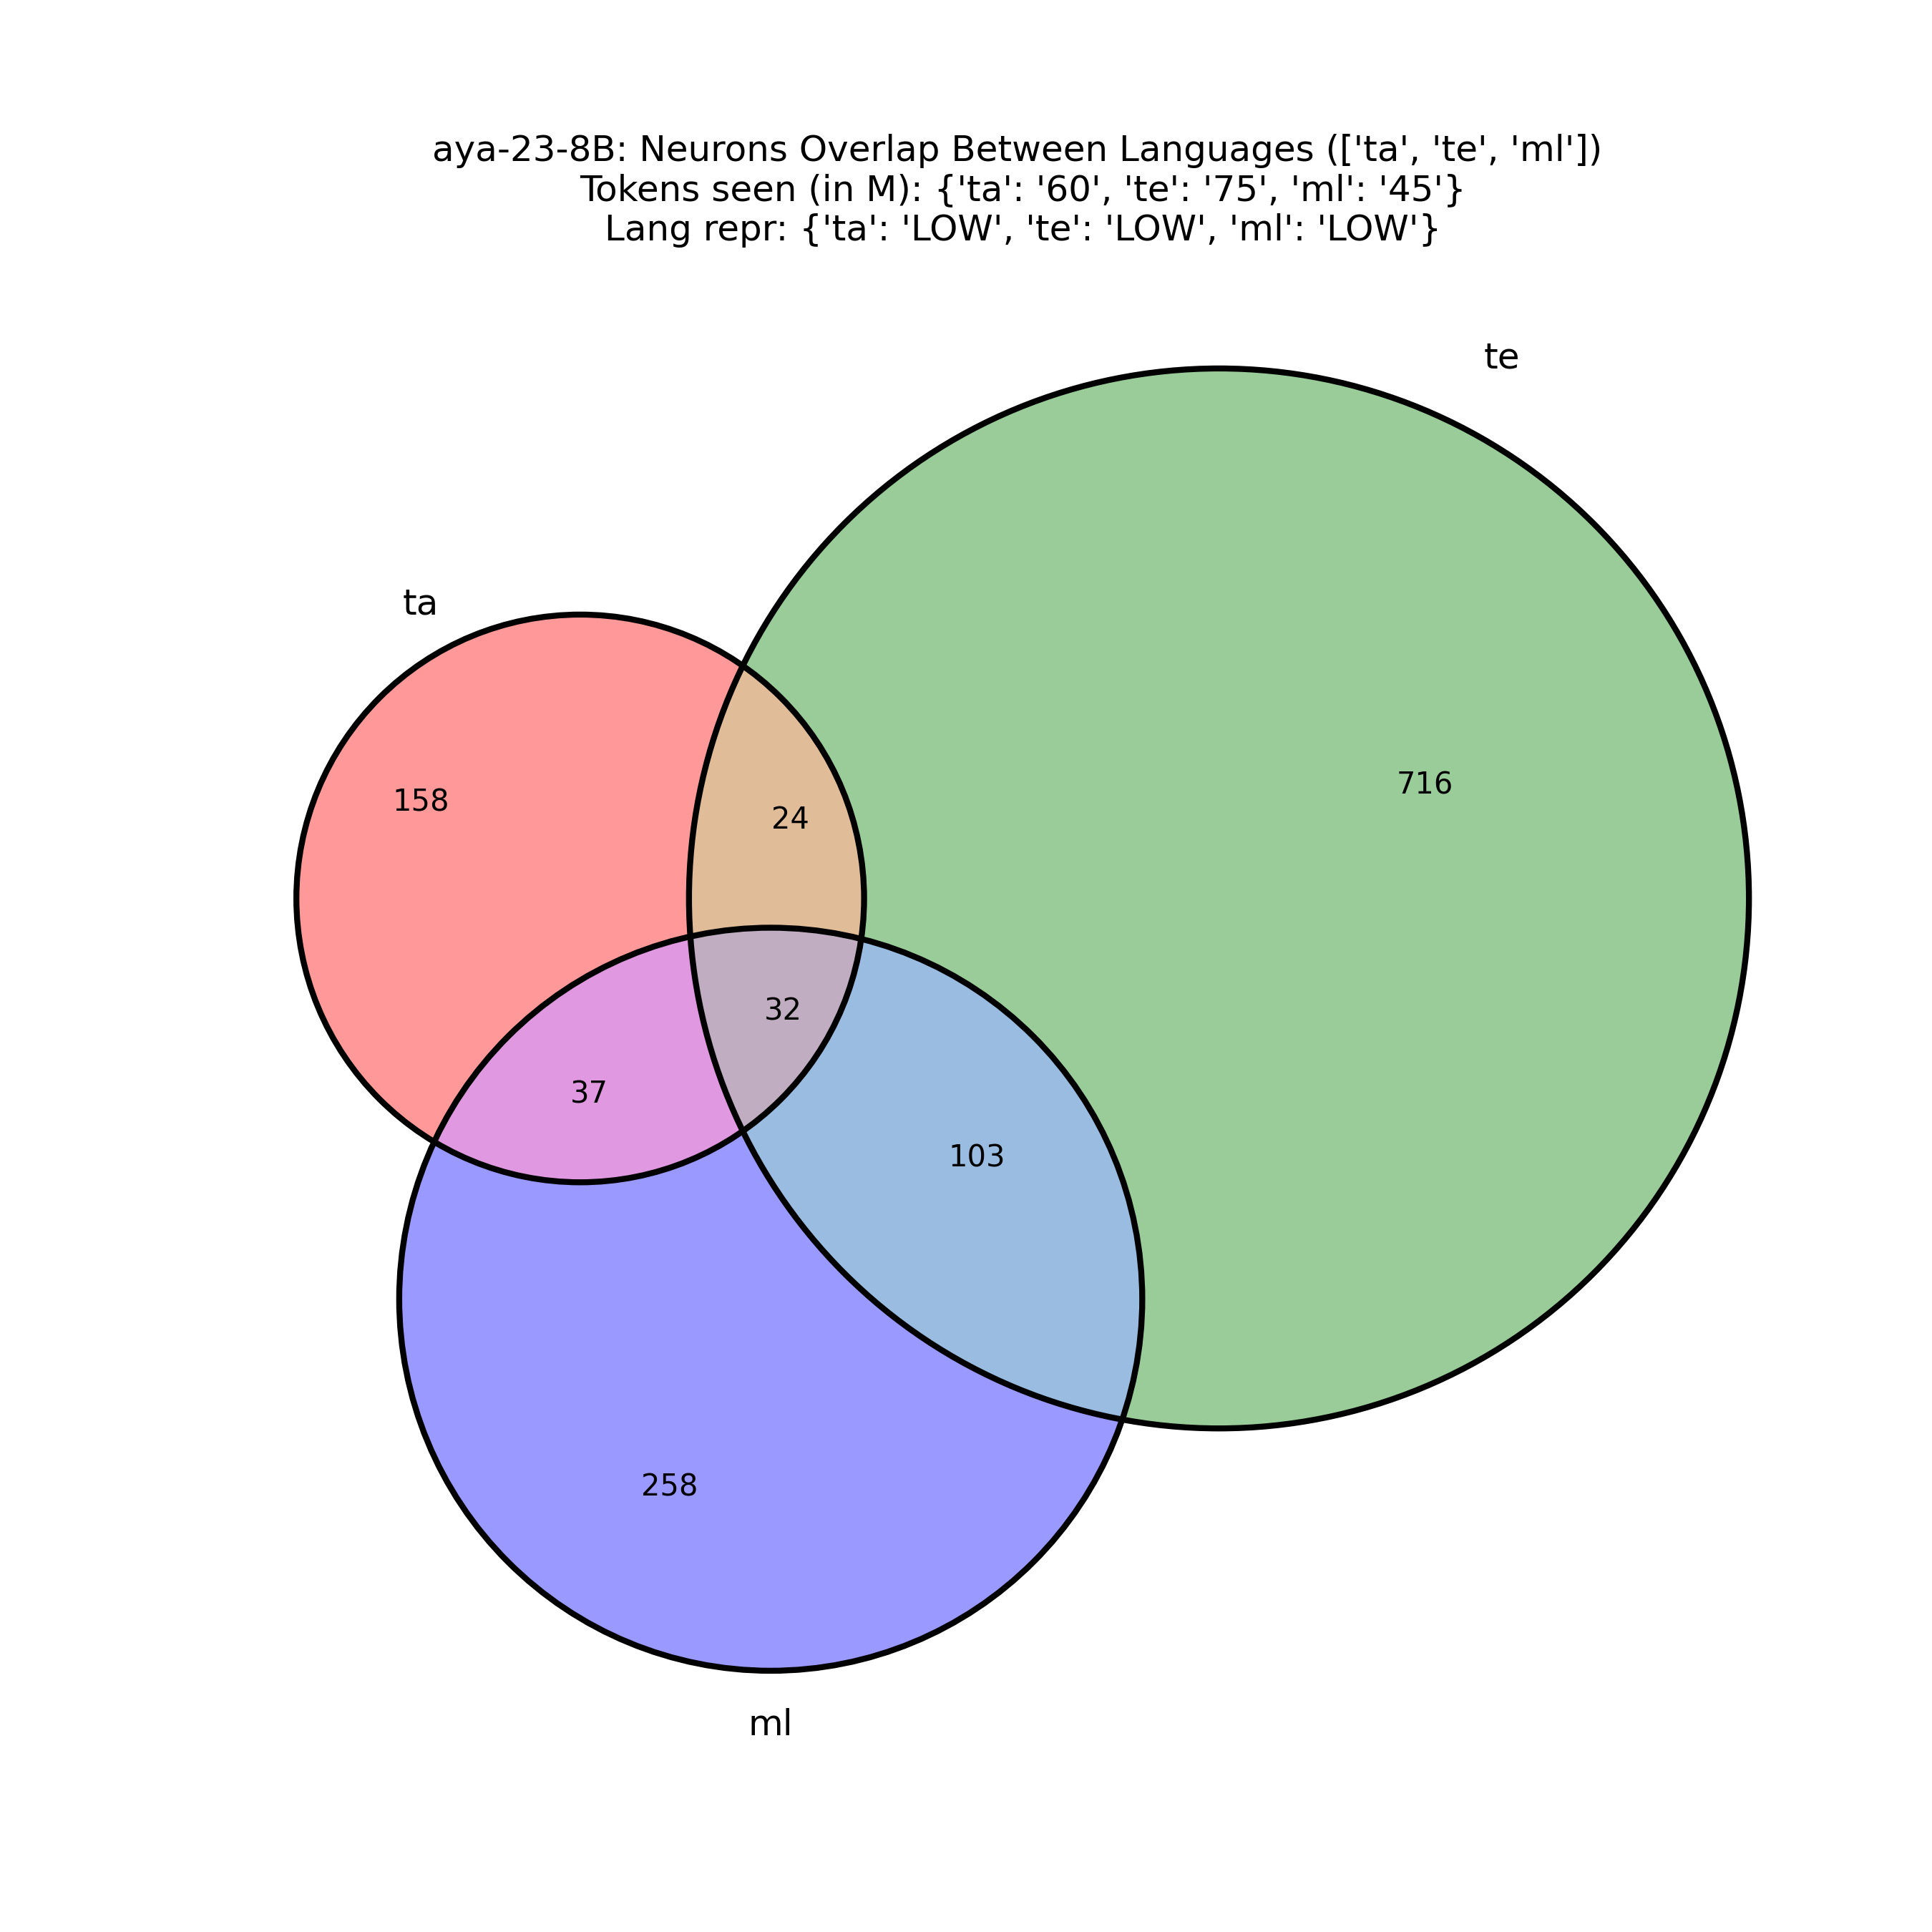 aya-23-8B: Neurons Overlap Between Languages (['ta', 'te', 'ml'])
Tokens seen (in M): {'ta': '60', 'te': '75', 'ml': '45'}
Lang repr: {'ta': 'LOW', 'te': 'LOW', 'ml': 'LOW'}
te
ta
716
158
24
32
37
103
258
ml